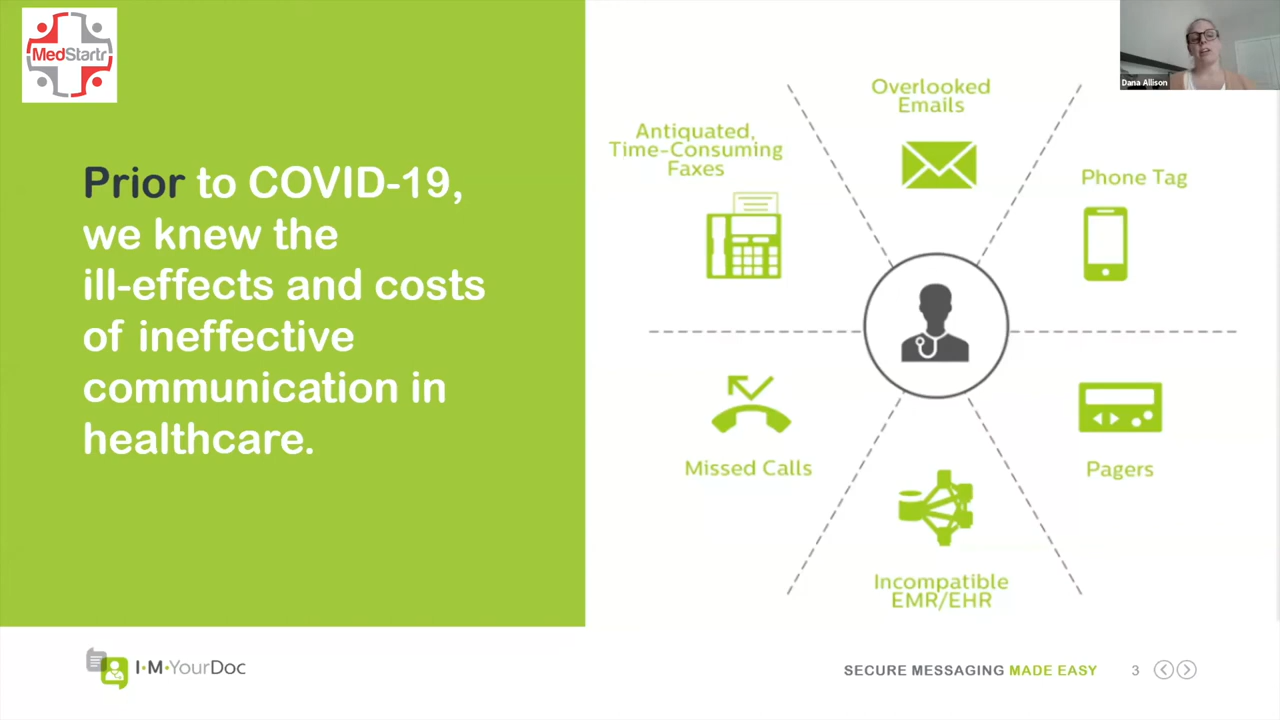 MedStartr
Dana Allison
Prior to COVID-19,
we knew the
ill-effects and costs
of ineffective
communication in
healthcare.
Overlooked
Emails
Antiquated,
Time-Consuming
Faxes
Phone Tag
Missed Calls
Pagers
Incompatible
EMR/EHR
I·M·YourDoc
SECURE MESSAGING MADE EASY
3